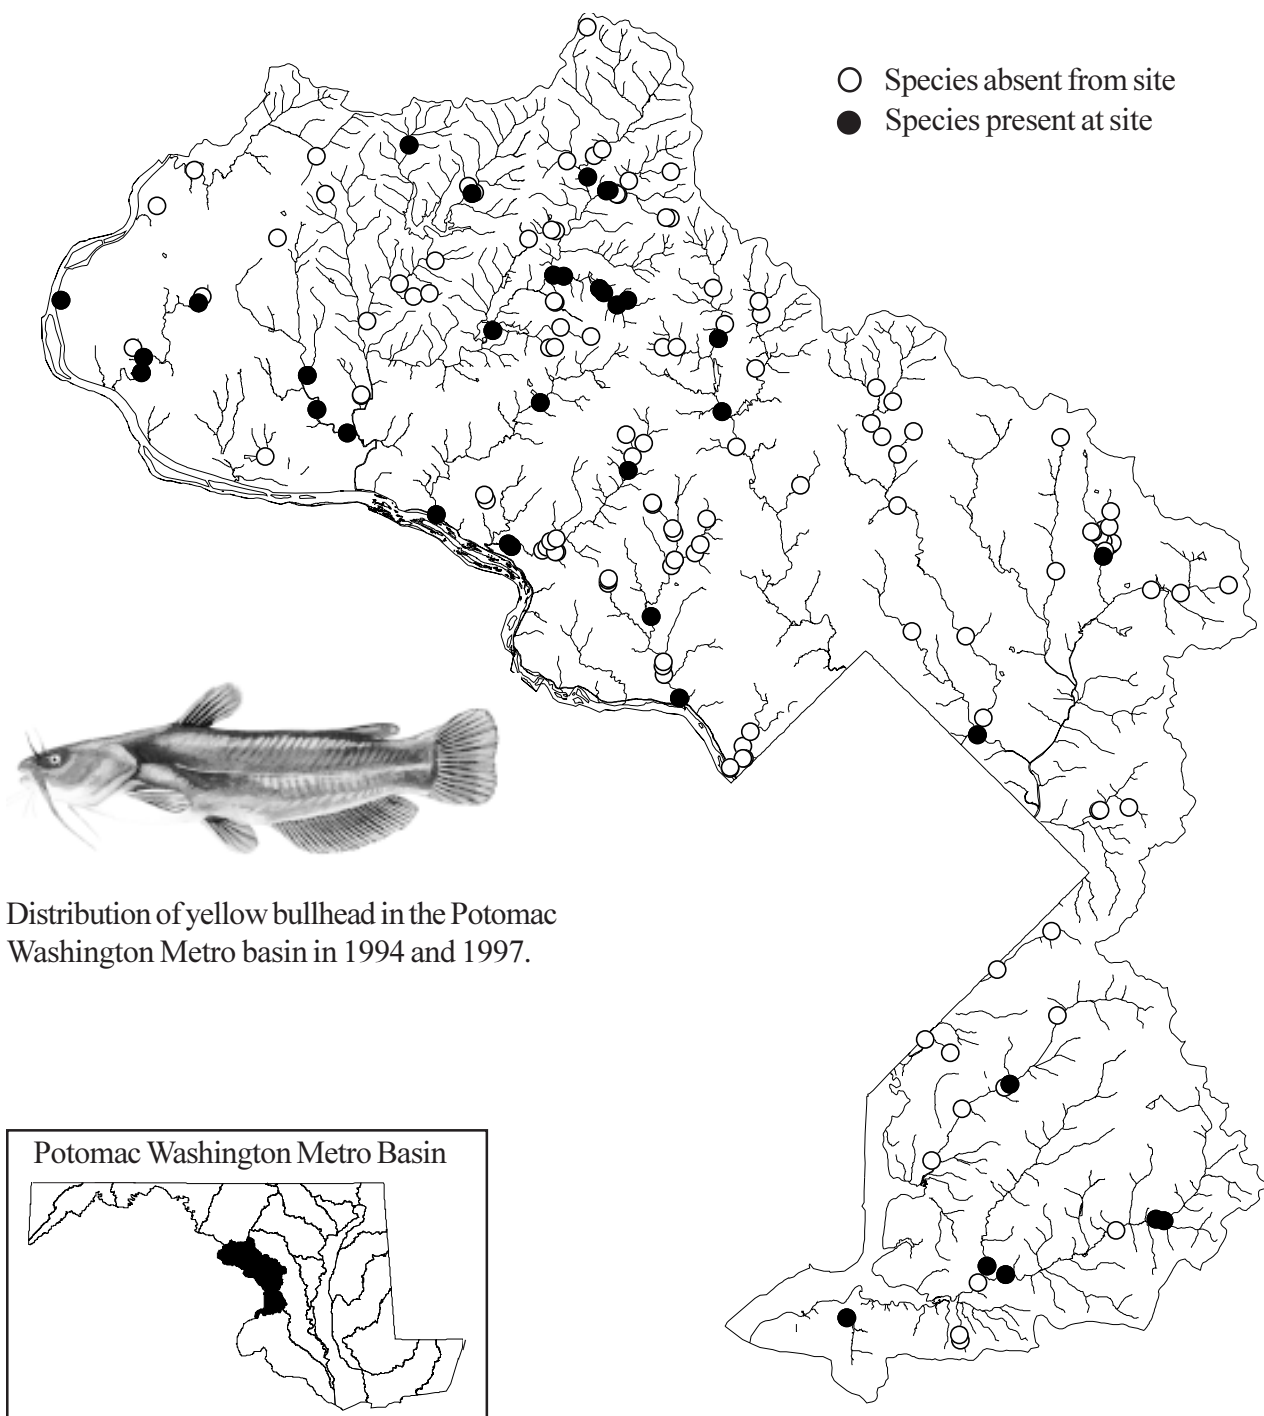 Species absent from site
Species present at site
Distribution of yellow bullhead in the Potomac
Washington Metro basin in 1994 and 1997.
Potomac Washington Metro Basin